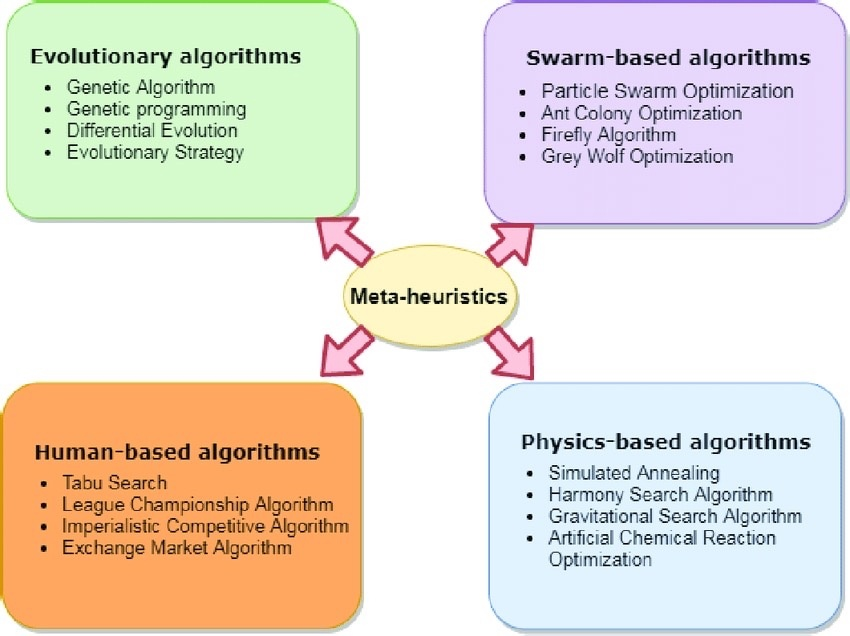 Evolutionary algorithms
• Genetic Algorithm
• Genetic programming
• Differential Evolution
• Evolutionary Strategy
Swarm-based algorithms
• Particle Swarm Optimization
• Ant Colony Optimization
• Firefly Algorithm
• Grey Wolf Optimization
Meta-heuristics
Human-based algorithms
• Tabu Search
• League Championship Algorithm
• Imperialistic Competitive Algorithm
• Exchange Market Algorithm
Physics-based algorithms
• Simulated Annealing
• Harmony Search Algorithm
• Gravitational Search Algorithm
• Artificial Chemical Reaction
Optimization